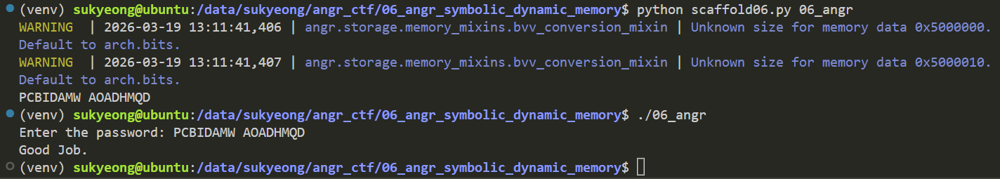 (venv) sukyeong@ubuntu:/data/sukyeong/angr_ctf/06_angr_symbolic_dynamic_memory$ python scaffold06.py 06_angr
WARNING  | 2026-03-19 13:11:41,406 | angr.storage.memory_mixins.bvv_conversion_mixin | Unknown size for memory data 0x5000000.
Default to arch.bits.
WARNING  | 2026-03-19 13:11:41,407 | angr.storage.memory_mixins.bvv_conversion_mixin | Unknown size for memory data 0x5000010.
Default to arch.bits.
PCBIDAMW AOADHMQD
(venv) sukyeong@ubuntu:/data/sukyeong/angr_ctf/06_angr_symbolic_dynamic_memory$ ./06_angr
Enter the password: PCBIDAMW AOADHMQD
Good Job.
(venv) sukyeong@ubuntu:/data/sukyeong/angr_ctf/06_angr_symbolic_dynamic_memory$